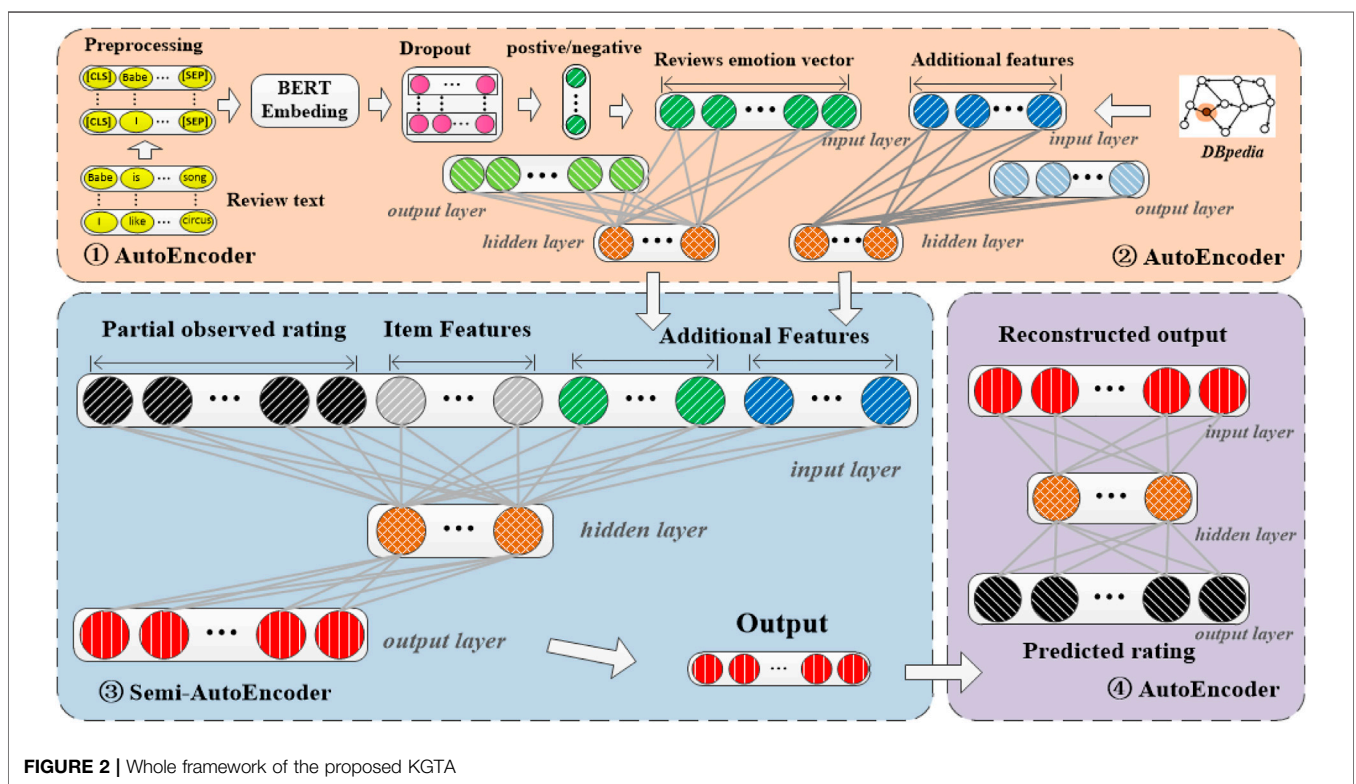 Preprocessing
[CLS] Babe ... [SEP]
[CLS] I ... [SEP]
Babe is ... song
I like ... circus
Review text
① AutoEncoder
BERT
Embeding
Dropout
postive/negative
Reviews emotion vector
input layer
output layer
hidden layer
Additional features
input layer
DBpedia
output layer
hidden layer
② AutoEncoder
Partial observed rating
Item Features
Additional Features
input layer
hidden layer
output layer
③ Semi-AutoEncoder
Output
Reconstructed output
input layer
hidden layer
output layer
Predicted rating
④ AutoEncoder
FIGURE 2 | Whole framework of the proposed KGTA